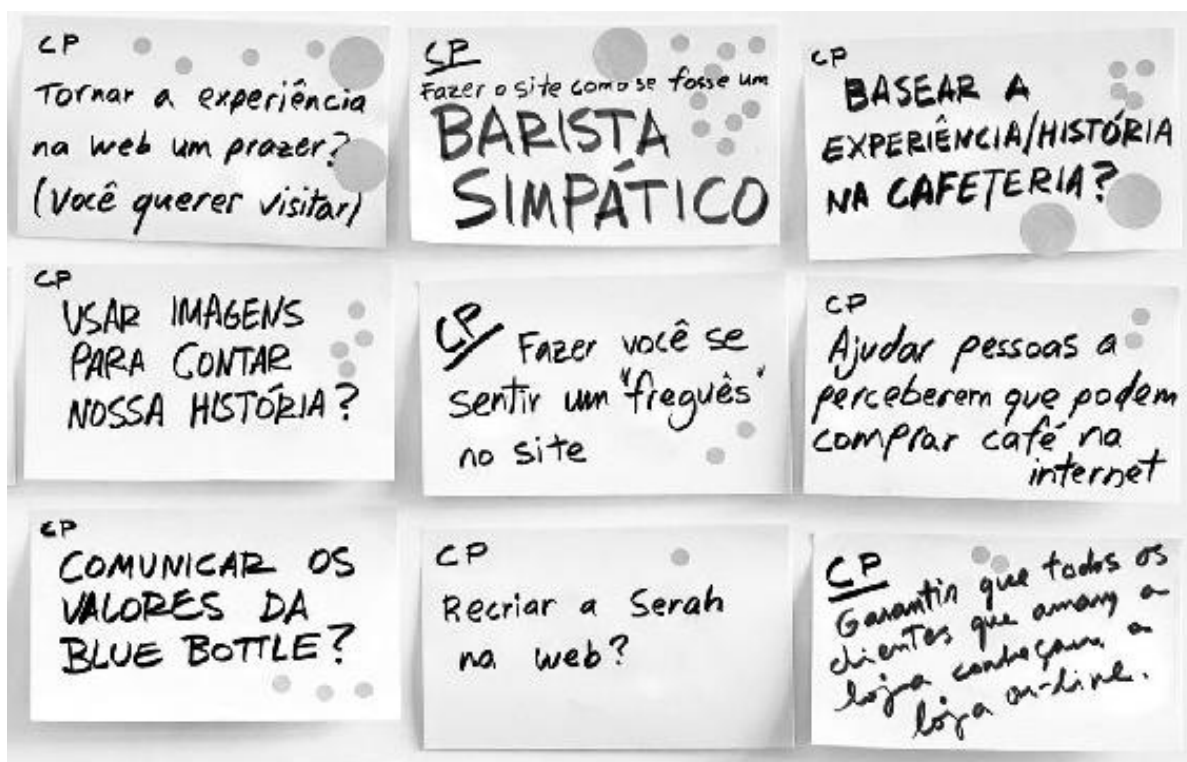 CP
Tornar a experiência
na web um prazer?
(Você querer visitar)
CP
Fazer o site como se fosse um
BARISTA
SIMPÁTICO
CP
BASEAR A
EXPERIÊNCIA/HISTÓRIA
NA CAFETERIA?
CP
USAR IMAGENS
PARA CONTAR
NOSSA HISTÓRIA?
CP Fazer você se
sentir um "freguês"
no site
CP
Ajudar pessoas a
perceberem que podem
comprar café na
internet
CP
COMUNICAR OS
VALORES DA
BLUE BOTTLE?
CP
Recriar a Serah
na web?
CP
Garantir que todos os
clientes que amam a
loja conheçam a
loja on-line.